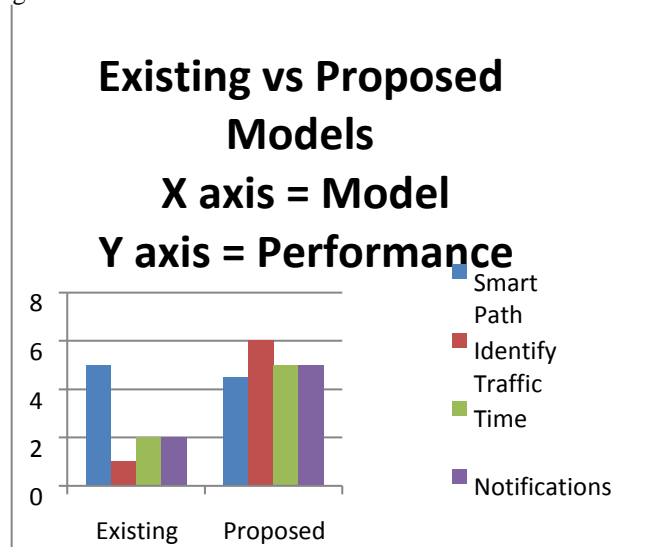 Existing vs Proposed
Models
X axis = Model
Y axis = Performance
8
6
4
2
0
Existing
Proposed
Smart
Path
Identify
Traffic
Time
Notifications